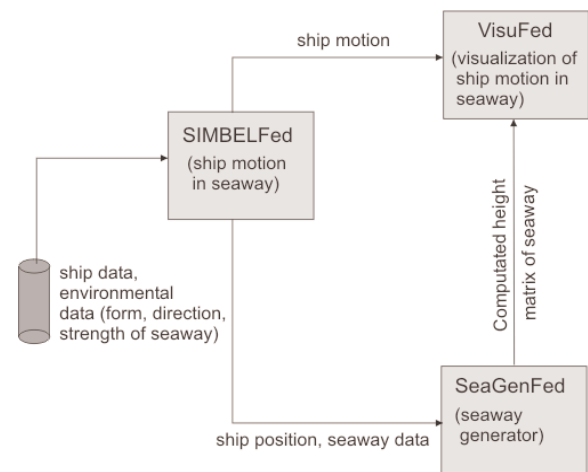 VisuFed
(visualization of
ship motion in
seaway)
ship motion
SIMBELFed
(ship motion
in seaway)
ship data,
environmental
data (form, direction,
strength of seaway)
Computated height
matrix of seaway
SeaGenFed
(seaway
generator)
ship position, seaway data